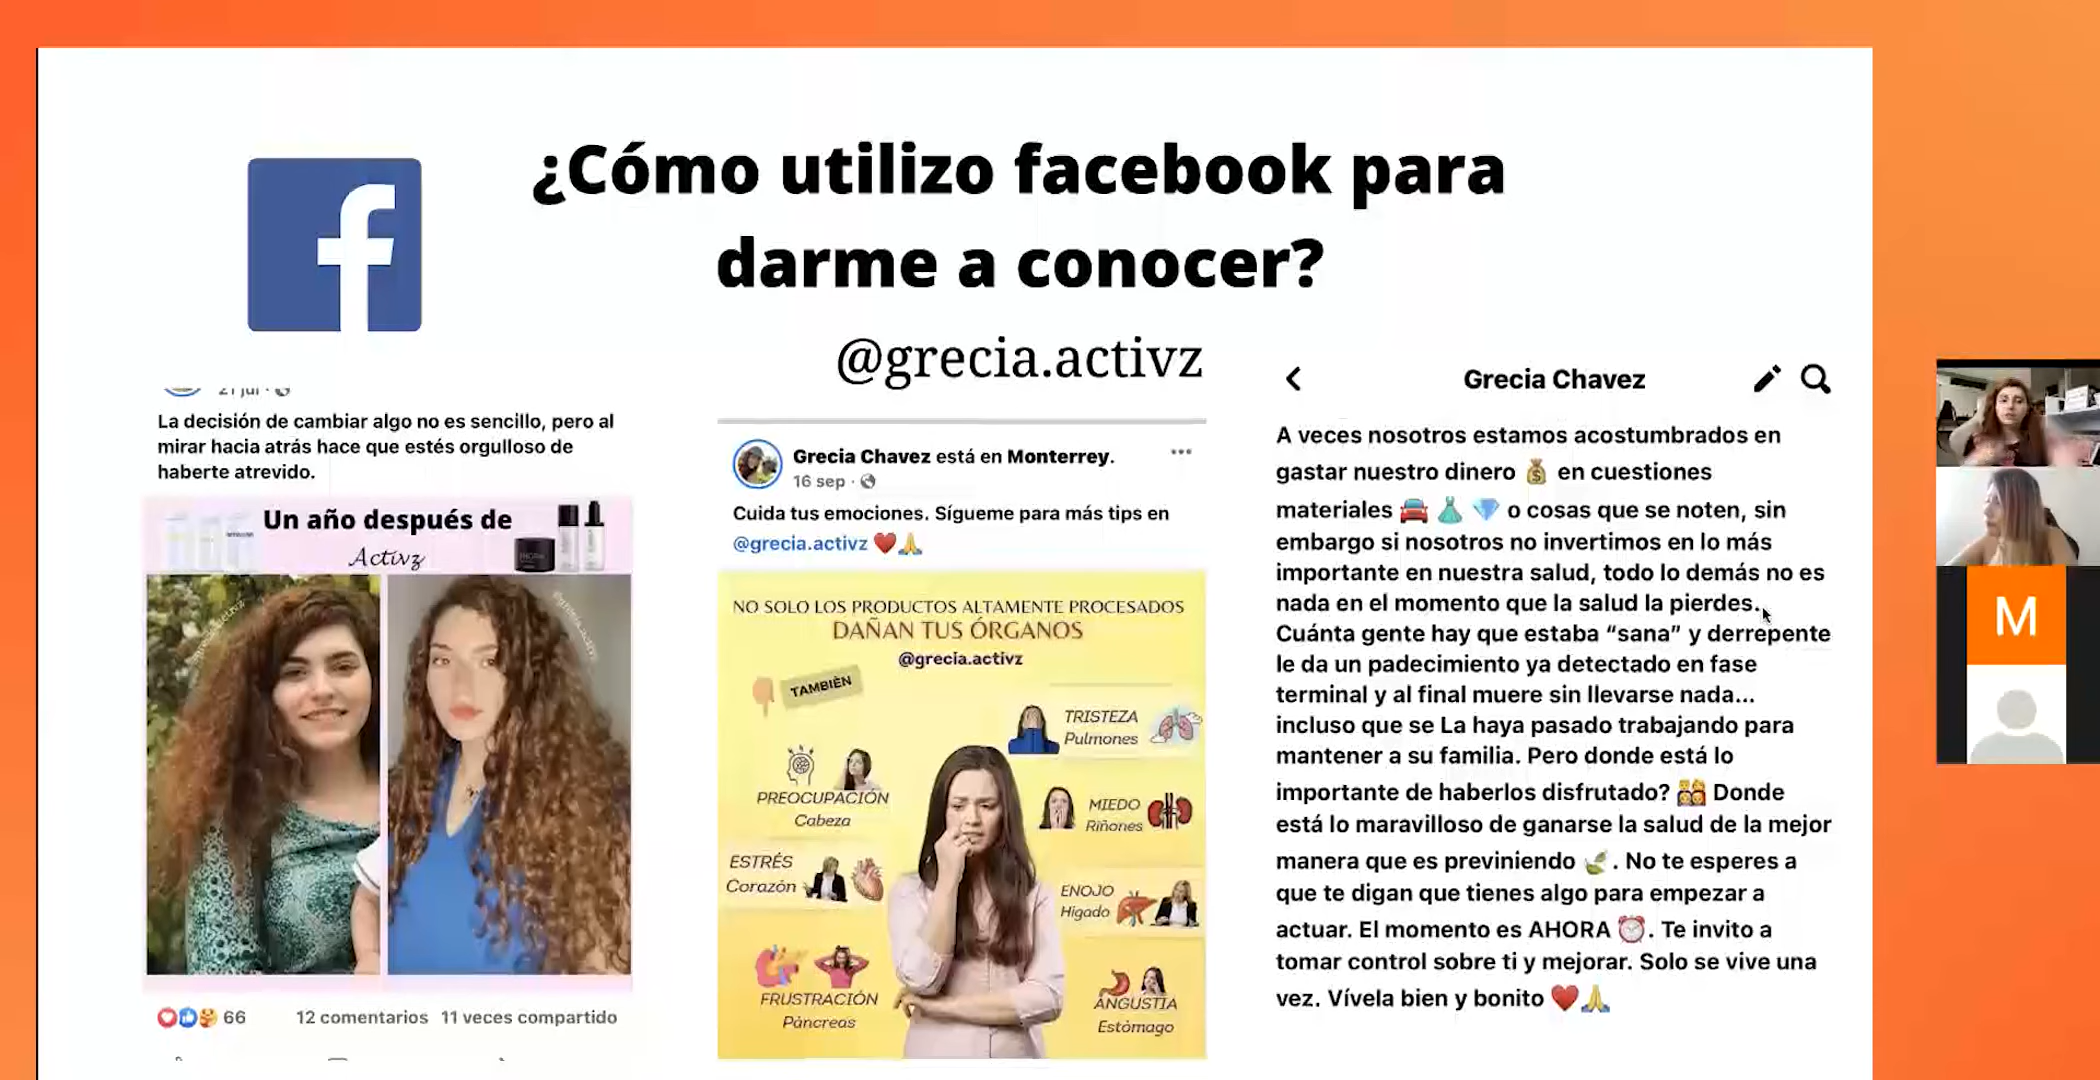 ¿Cómo utilizo facebook para
darme a conocer?
@grecia.activz
21 jul
La decisión de cambiar algo no es sencillo, pero al
mirar hacia atrás hace que estés orgulloso de
haberte atrevido.
Un año después de
Activz
@grecia.activz
@grecia.activz
66
12 comentarios 11 veces compartido
Grecia Chavez está en Monterrey.
16 sep
Cuida tus emociones. Sígueme para más tips en
@grecia.activz ❤️🙏
NO SOLO LOS PRODUCTOS ALTAMENTE PROCESADOS
DAÑAN TUS ÓRGANOS
@grecia.activz
TAMBIÈN
TRISTEZA
Pulmones
PREOCUPACIÓN
Cabeza
MIEDO
Riñones
ESTRÉS
Corazón
ENOJO
Hígado
FRUSTRACIÓN
Páncreas
ANGUSTIA
Estómago
Grecia Chavez
A veces nosotros estamos acostumbrados en
gastar nuestro dinero 💰 en cuestiones
materiales 🚘 👗 💎 o cosas que se noten, sin
embargo si nosotros no invertimos en lo más
importante en nuestra salud, todo lo demás no es
nada en el momento que la salud la pierdes.
Cuánta gente hay que estaba “sana” y derrepente
le da un padecimiento ya detectado en fase
terminal y al final muere sin llevarse nada...
incluso que se La haya pasado trabajando para
mantener a su familia. Pero donde está lo
importante de haberlos disfrutado? 👨‍👩‍👧‍👦 Donde
está lo maravilloso de ganarse la salud de la mejor
manera que es previniendo 🍃. No te esperes a
que te digan que tienes algo para empezar a
actuar. El momento es AHORA ⏰. Te invito a
tomar control sobre ti y mejorar. Solo se vive una
vez. Vívela bien y bonito ❤️🙏
M